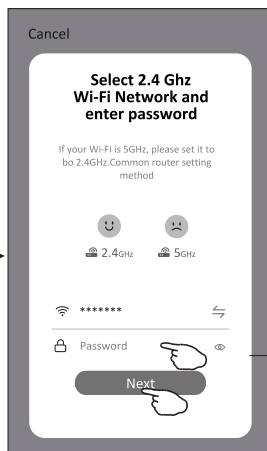 Cancel
Select 2.4 Ghz
Wi-Fi Network and
enter password
If your Wi-Fi is 5GHz, please set it to
bo 2.4GHz.Common router setting
method
2.4GHz 5GHz
*******
Password
Next